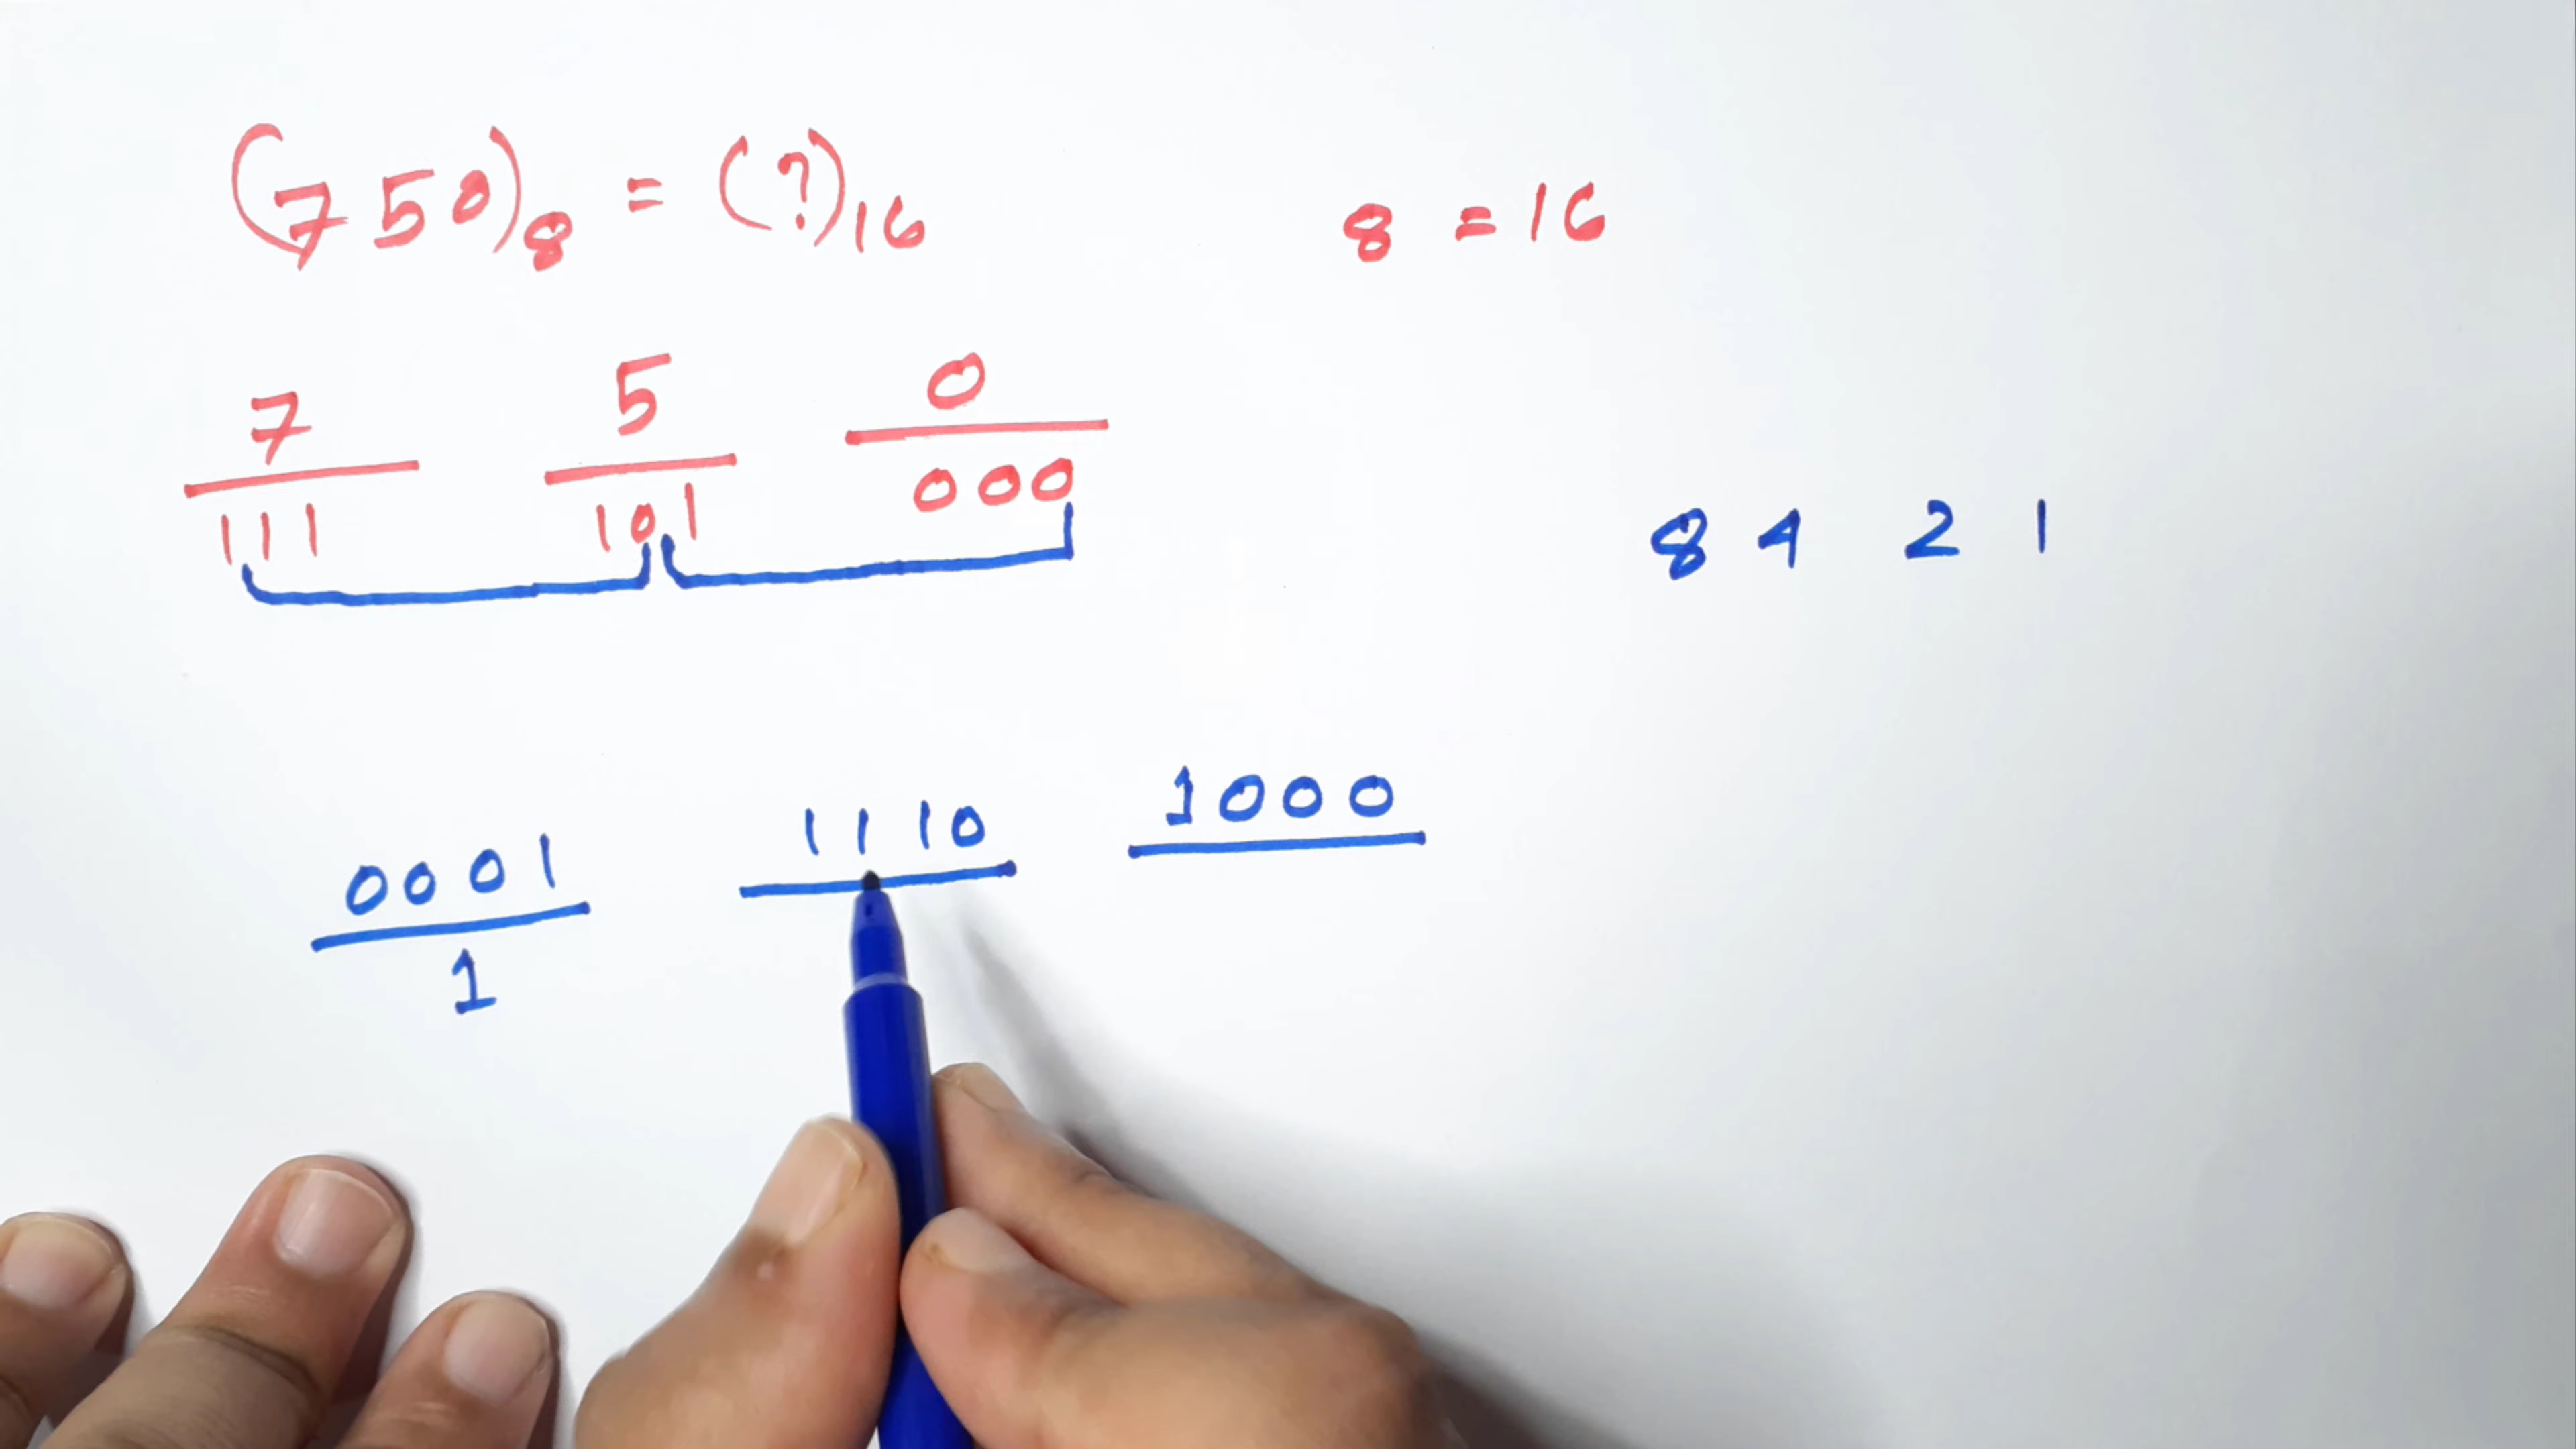 (750)8 = (?)16
8 = 16
7 5 0
111 101 000
8 4 2 1
0001 1110 1000
1